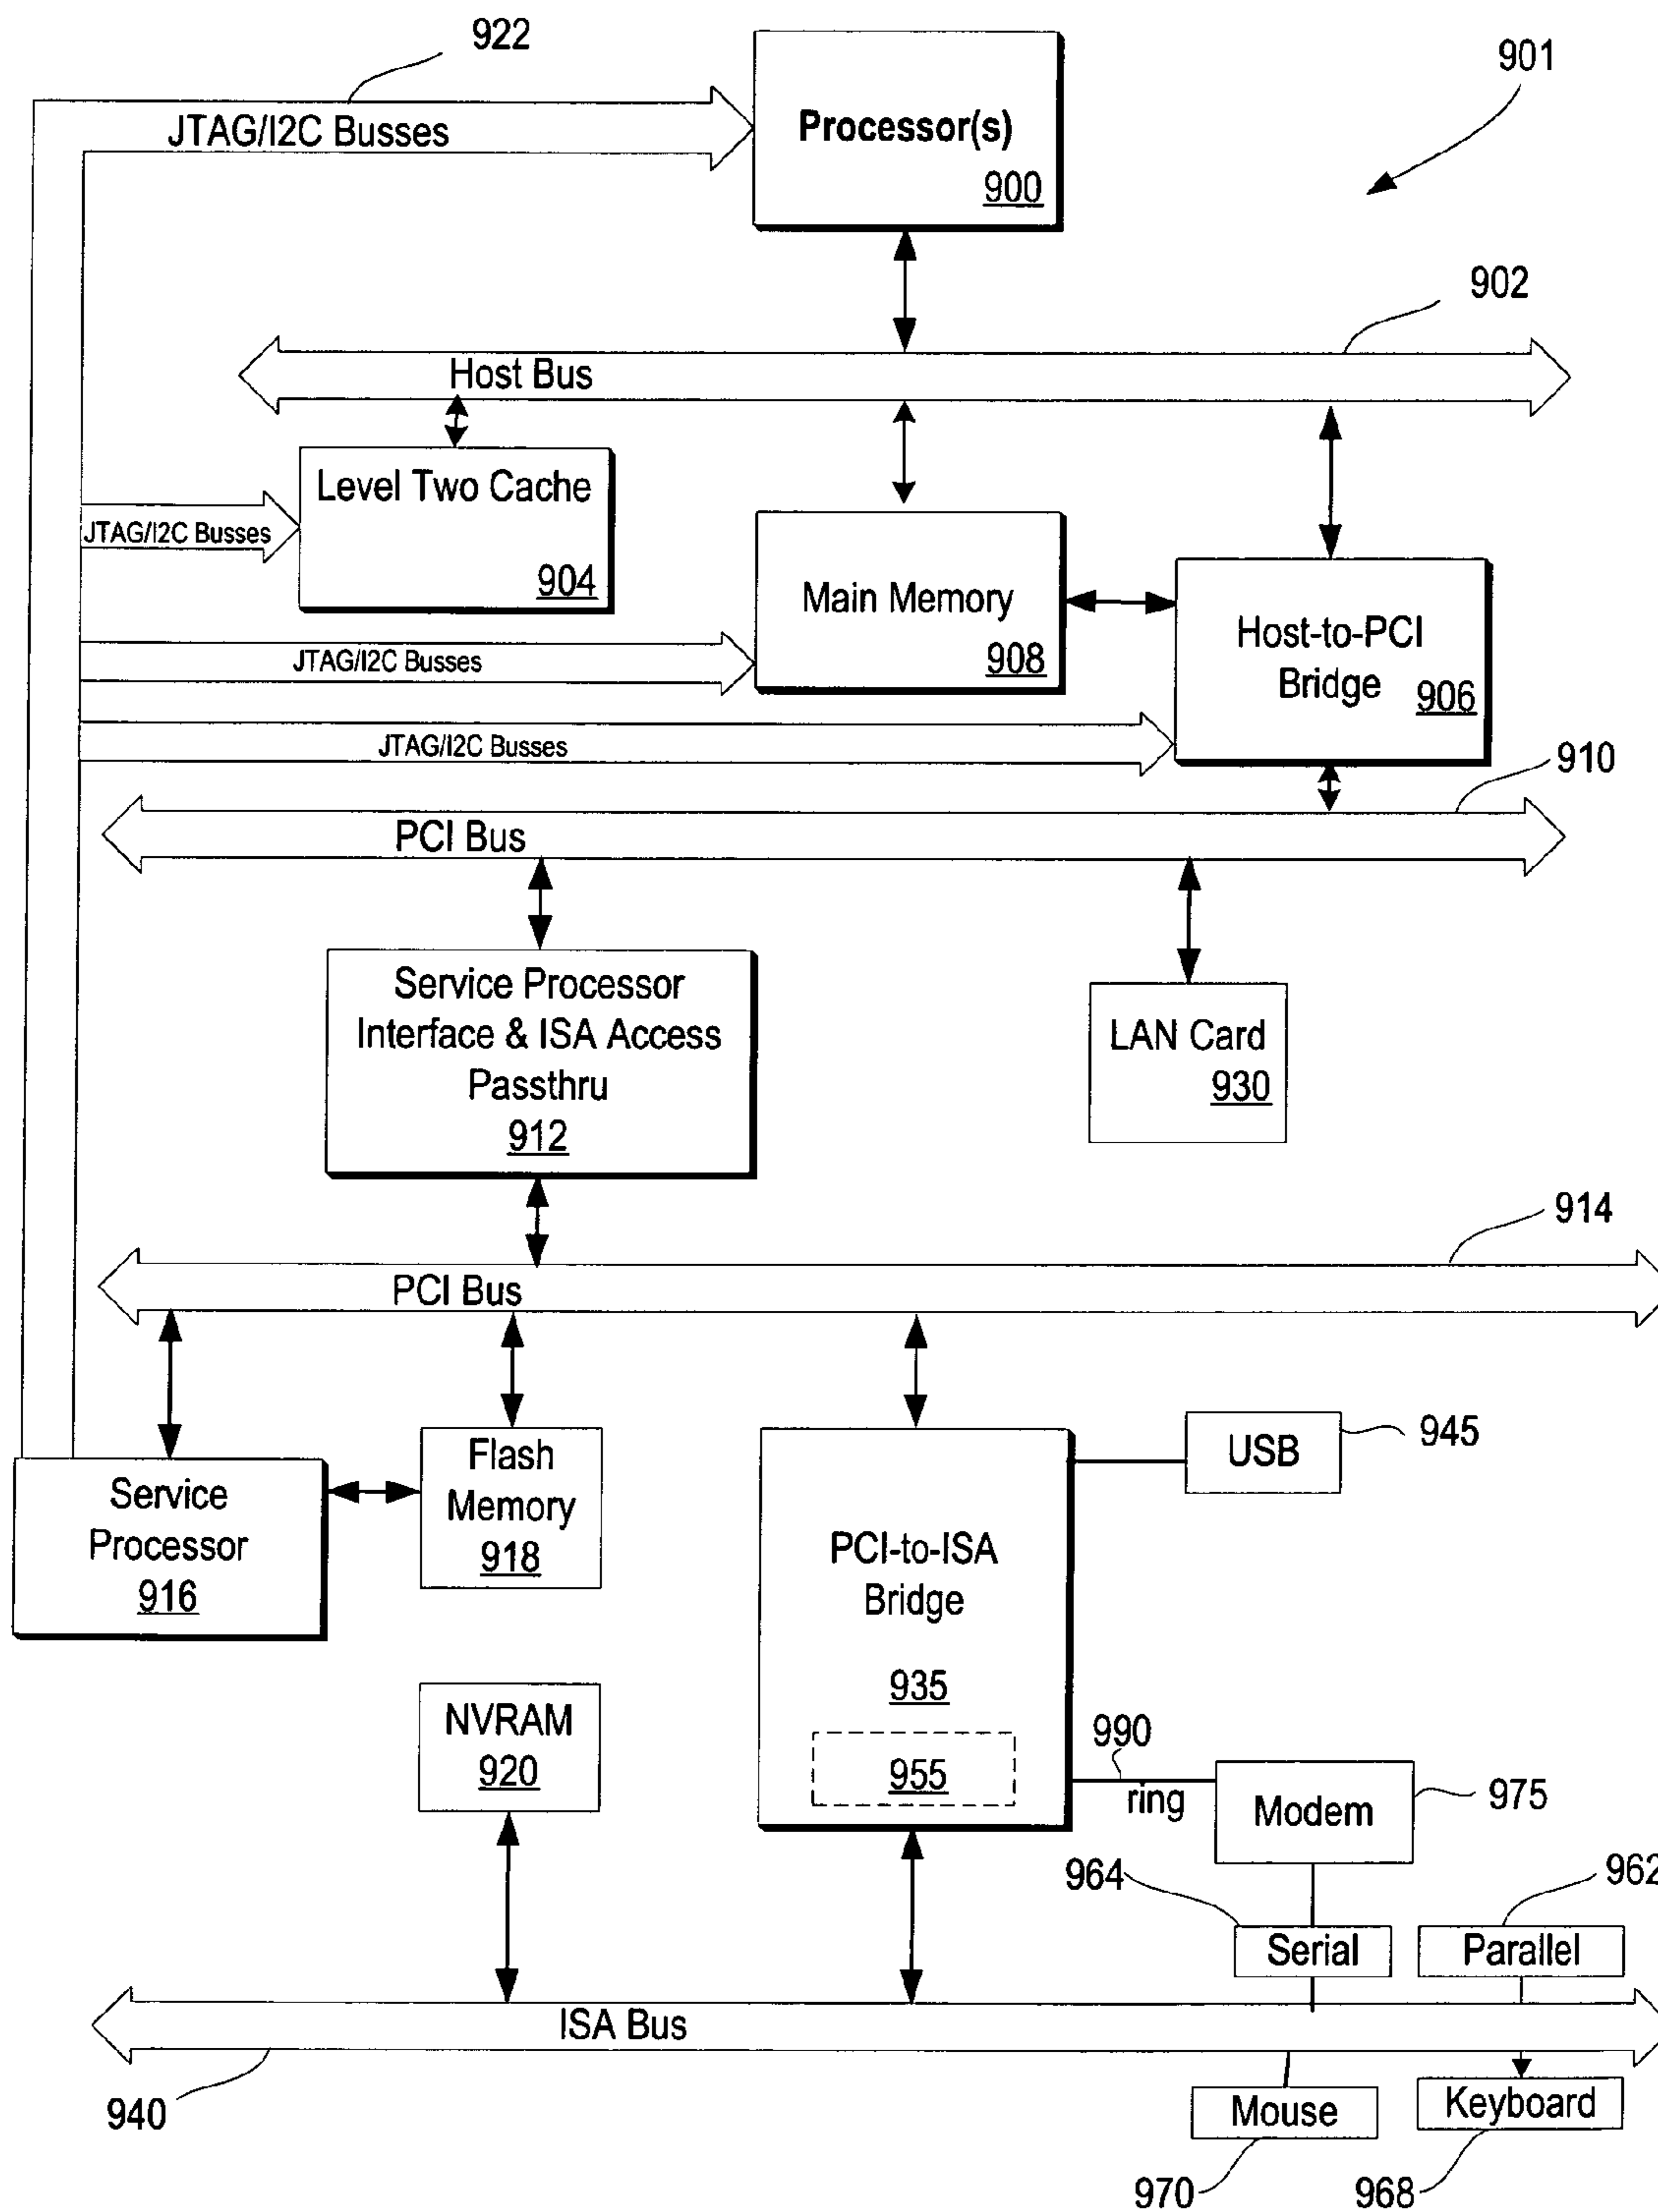 922
901
JTAG/I2C Busses
Processor(s)
900
902
Host Bus
Level Two Cache
904
JTAG/I2C Busses
Main Memory
908
Host-to-PCI
Bridge
906
JTAG/I2C Busses
JTAG/I2C Busses
910
PCI Bus
Service Processor
Interface & ISA Access
Passthru
912
LAN Card
930
914
PCI Bus
Service
Processor
916
Flash
Memory
918
USB
945
PCI-to-ISA
Bridge
935
955
NVRAM
920
990
ring
Modem
975
964
962
Serial
Parallel
ISA Bus
940
Mouse
Keyboard
970
968